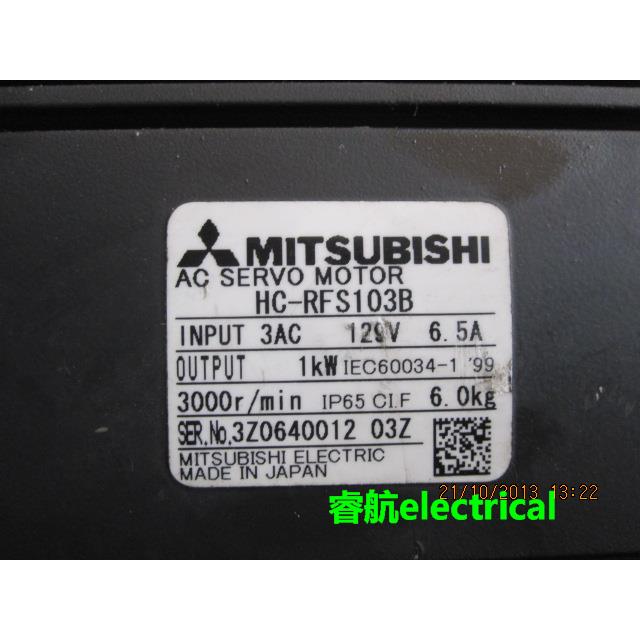 MITSUBISHI
AC SERVO MOTOR
HC-RFS103B
INPUT 3AC 129V 6.5A
OUTPUT 1kW IEC60034-1 '99
3000r/min IP65 CI.F 6.0kg
SER.No.3Z0640012 03Z
MITSUBISHI ELECTRIC
MADE IN JAPAN
21/10/2013 13:22
睿航electrical